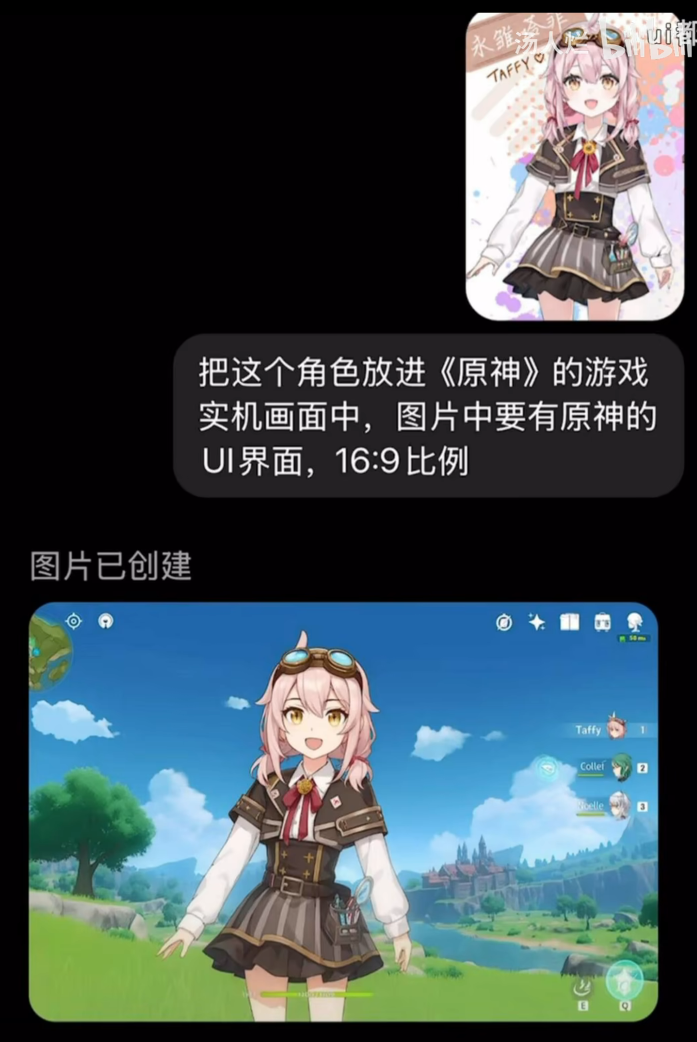 永雏塔菲
TAFFY♡
把这个角色放进《原神》的游戏
实机画面中，图片中要有原神的
UI界面，16:9比例
图片已创建
58ms
Taffy 1
Collei 2
Noelle 3
E Q